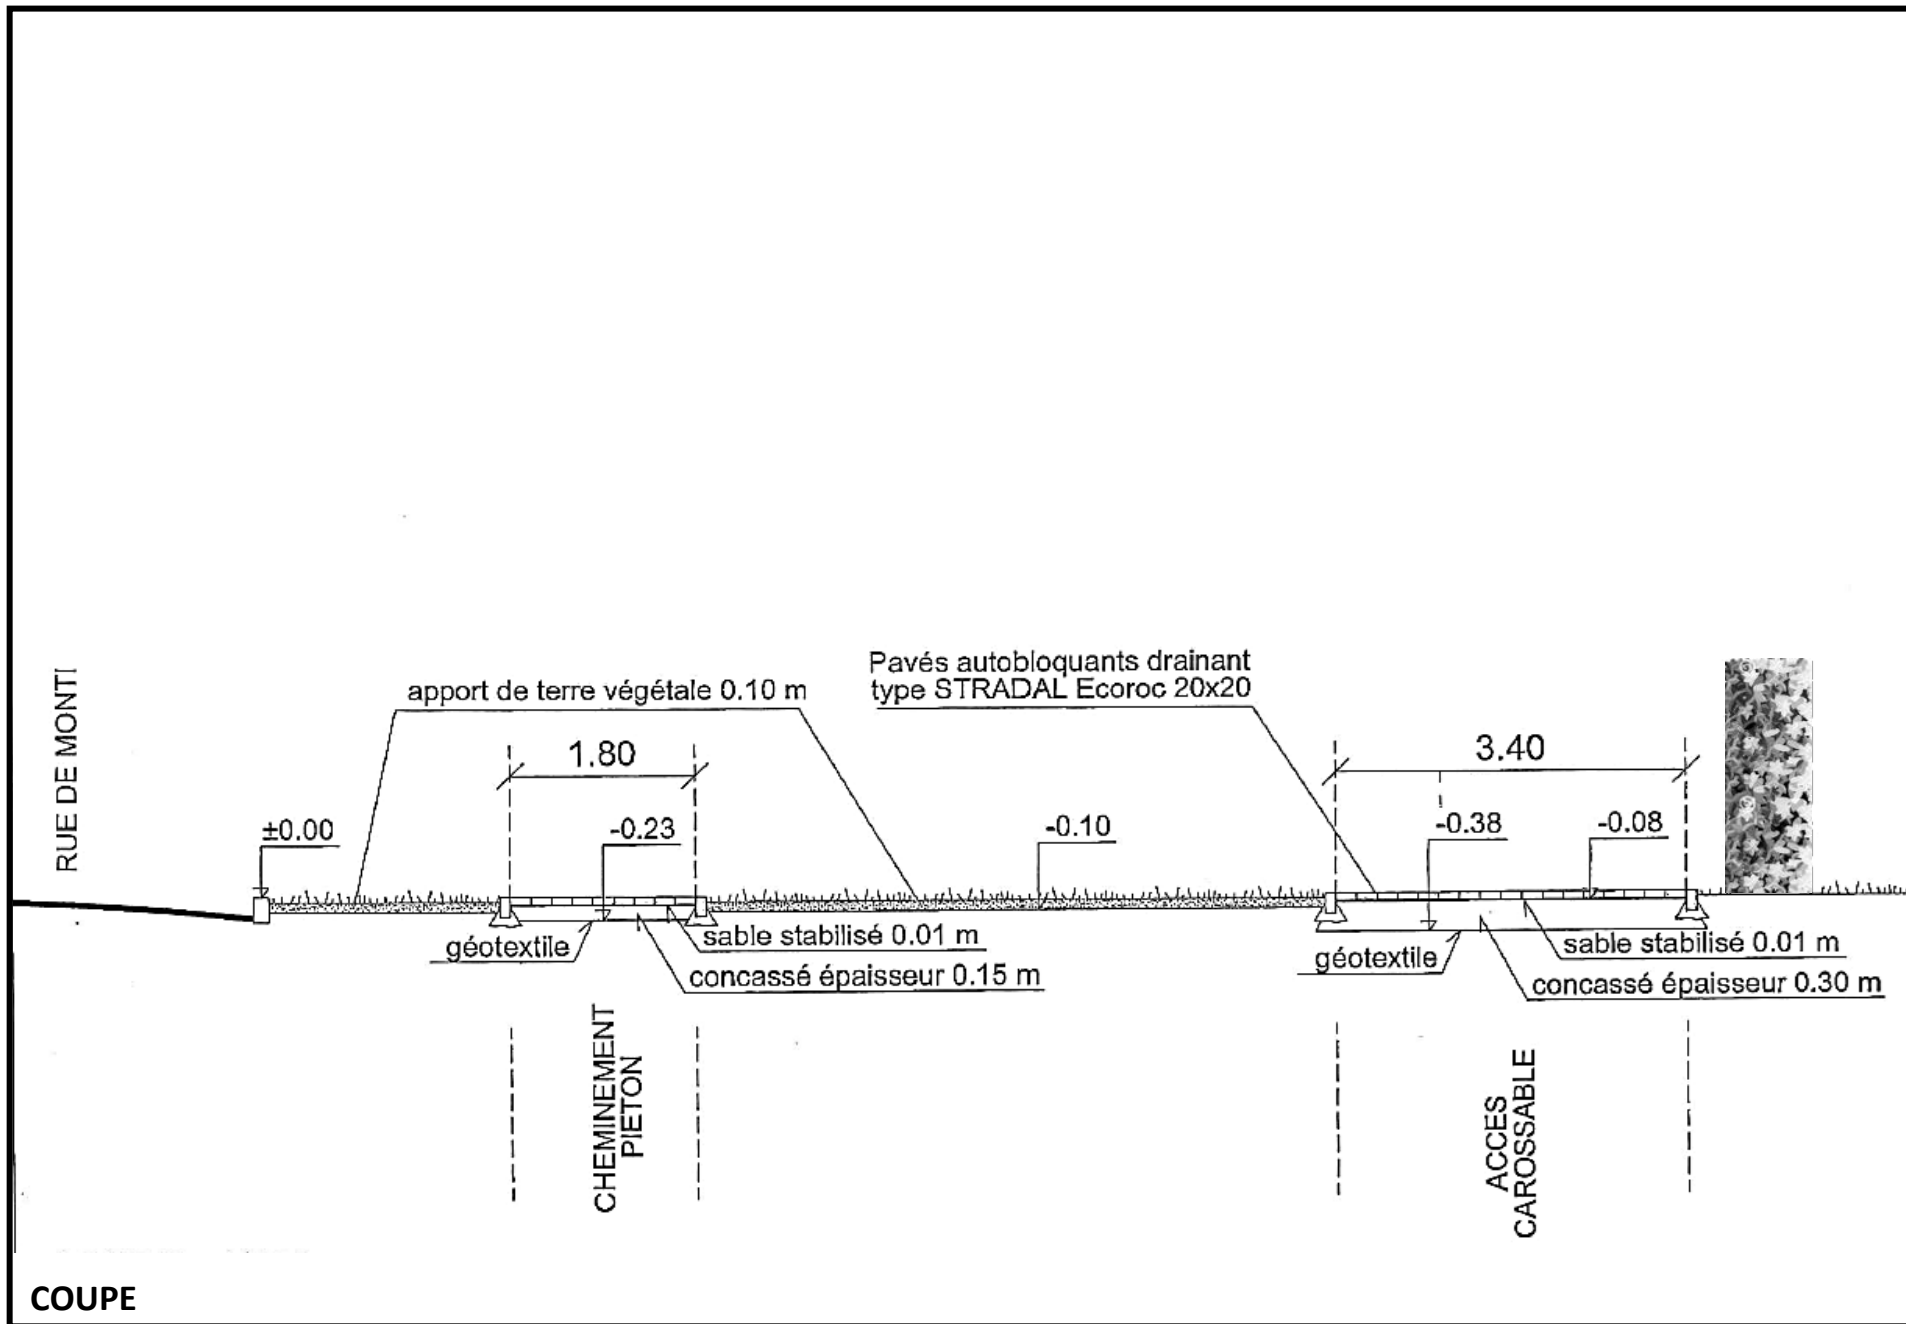 RUE DE MONTI
apport de terre végétale 0.10 m
Pavés autobloquants drainant
type STRADAL Ecoroc 20x20
1.80
3.40
±0.00
-0.23
-0.10
-0.38
-0.08
géotextile
sable stabilisé 0.01 m
concassé épaisseur 0.15 m
géotextile
sable stabilisé 0.01 m
concassé épaisseur 0.30 m
CHEMINEMENT
PIETON
ACCES
CAROSSABLE
COUPE